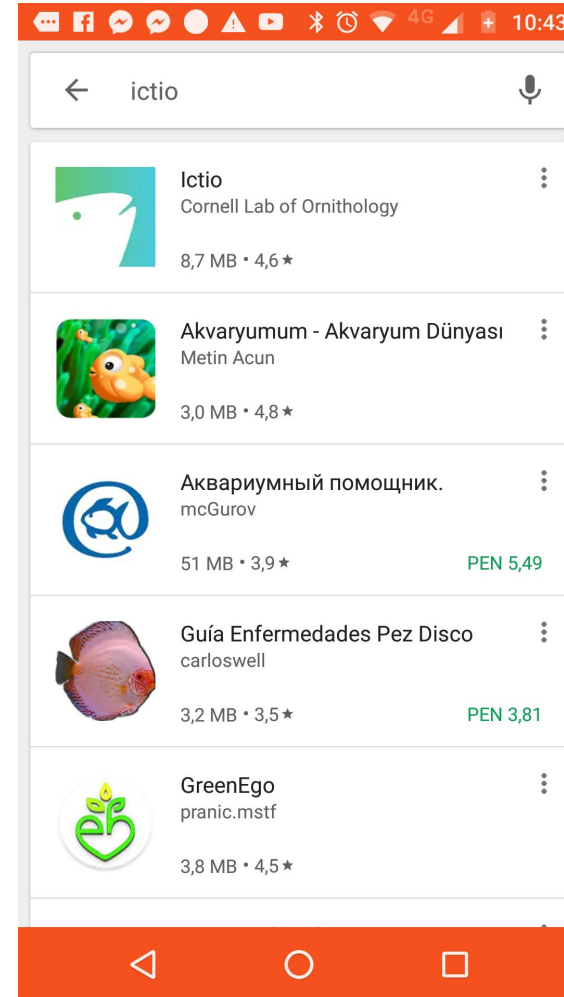 4G 10:43
ictio
Ictio
Cornell Lab of Ornithology
8,7 MB • 4,6 ★
Akvaryumum - Akvaryum Dünyası
Metin Acun
3,0 MB • 4,8 ★
Аквариумный помощник.
mcGurov
51 MB • 3,9 ★ PEN 5,49
Guía Enfermedades Pez Disco
carloswell
3,2 MB • 3,5 ★ PEN 3,81
GreenEgo
pranic.mstf
3,8 MB • 4,5 ★